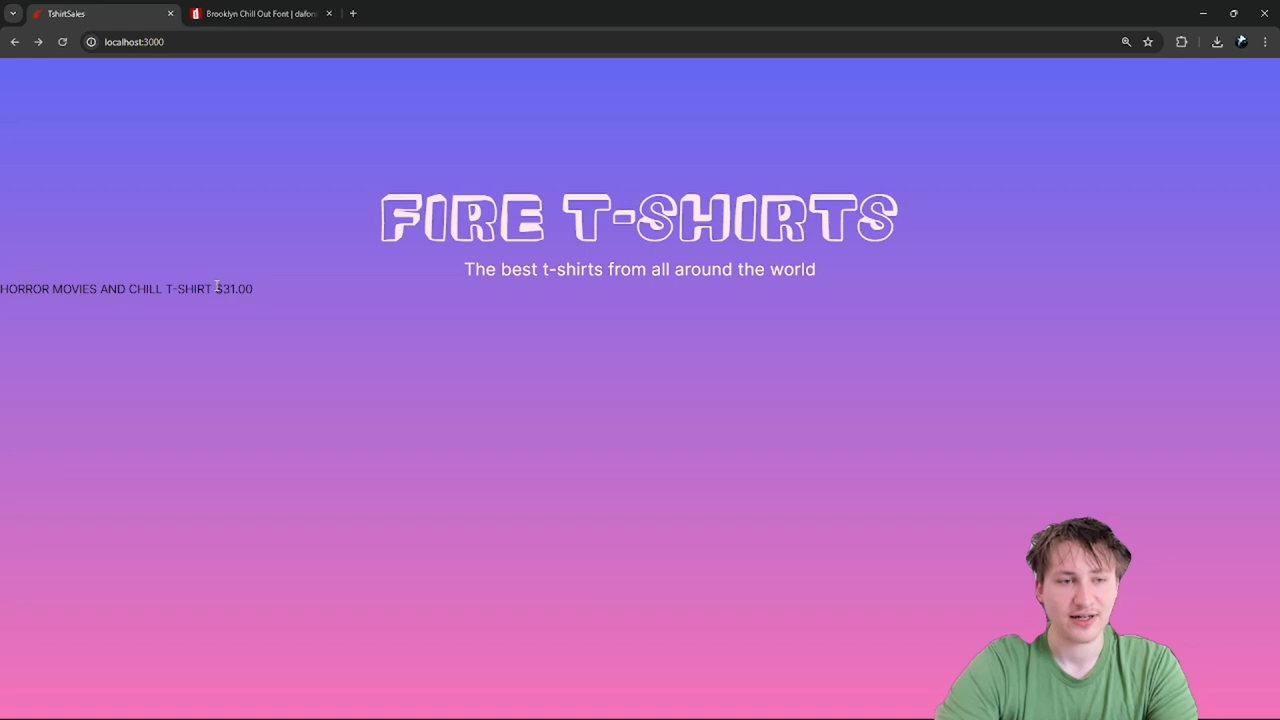 TshirtSales
Brooklyn Chill Out Font | dafon
localhost:3000
FIRE T-SHIRTS
The best t-shirts from all around the world
HORROR MOVIES AND CHILL T-SHIRT $31.00